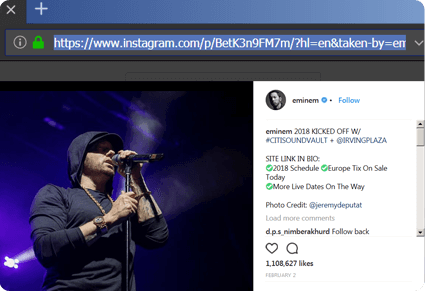 https://www.instagram.com/p/BetK3n9FM7m/?hl=en&taken-by=em
eminem • Follow
eminem 2018 KICKED OFF W/
#CITISOUNDVAULT + @IRVINGPLAZA
SITE LINK IN BIO:
✅2018 Schedule ✅Europe Tix On Sale
Today
✅More Live Dates On The Way
Photo Credit: @jeremydeputat
Load more comments
d.p.s_nimberakhurd Follow back
1,108,627 likes
FEBRUARY 2